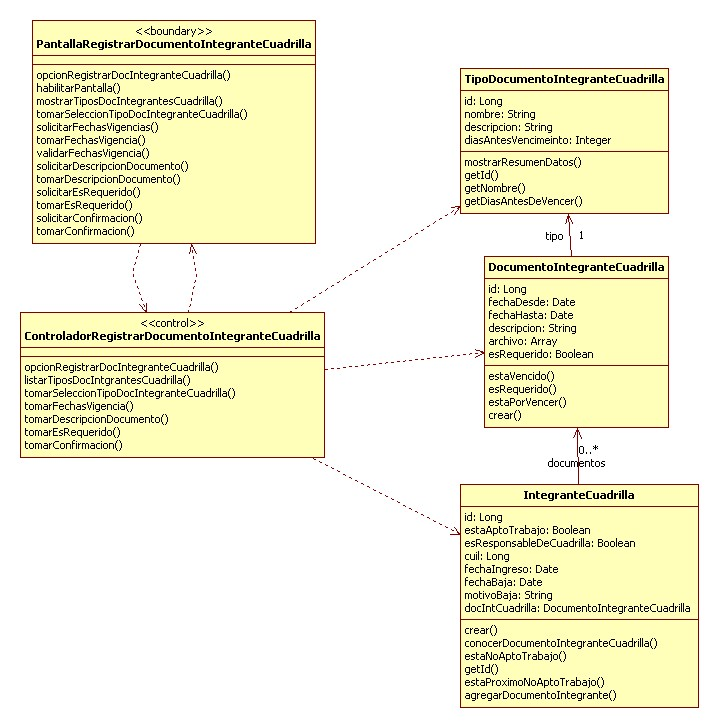 <<boundary>>
PantallaRegistrarDocumentoIntegranteCuadrilla
opcionRegistrarDocIntegranteCuadrilla()
habilitarPantalla()
mostrarTiposDocIntegrantesCuadrilla()
tomarSeleccionTipoDocIntegranteCuadrilla()
solicitarFechasVigencias()
tomarFechasVigencia()
validarFechasVigencia()
solicitarDescripcionDocumento()
tomarDescripcionDocumento()
solicitarEsRequerido()
tomarEsRequerido()
solicitarConfirmacion()
tomarConfirmacion()
TipoDocumentoIntegranteCuadrilla
id: Long
nombre: String
descripcion: String
diasAntesVencimeinto: Integer
mostrarResumenDatos()
getId()
getNombre()
getDiasAntesDeVencer()
tipo 1
DocumentoIntegranteCuadrilla
id: Long
fechaDesde: Date
fechaHasta: Date
descripcion: String
archivo: Array
esRequerido: Boolean
estaVencido()
esRequerido()
estaPorVencer()
crear()
<<control>>
ControladorRegistrarDocumentoIntegranteCuadrilla
opcionRegistrarDocIntegranteCuadrilla()
listarTiposDocIntgrantesCuadrilla()
tomarSeleccionTipoDocIntegranteCuadrilla()
tomarFechasVigencia()
tomarDescripcionDocumento()
tomarEsRequerido()
tomarConfirmacion()
0..*
documentos
IntegranteCuadrilla
id: Long
estaAptoTrabajo: Boolean
esResponsableDeCuadrilla: Boolean
cuil: Long
fechaIngreso: Date
fechaBaja: Date
motivoBaja: String
docIntCuadrilla: DocumentoIntegranteCuadrilla
crear()
conocerDocumentoIntegranteCuadrilla()
estaNoAptoTrabajo()
getId()
estaProximoNoAptoTrabajo()
agregarDocumentoIntegrante()